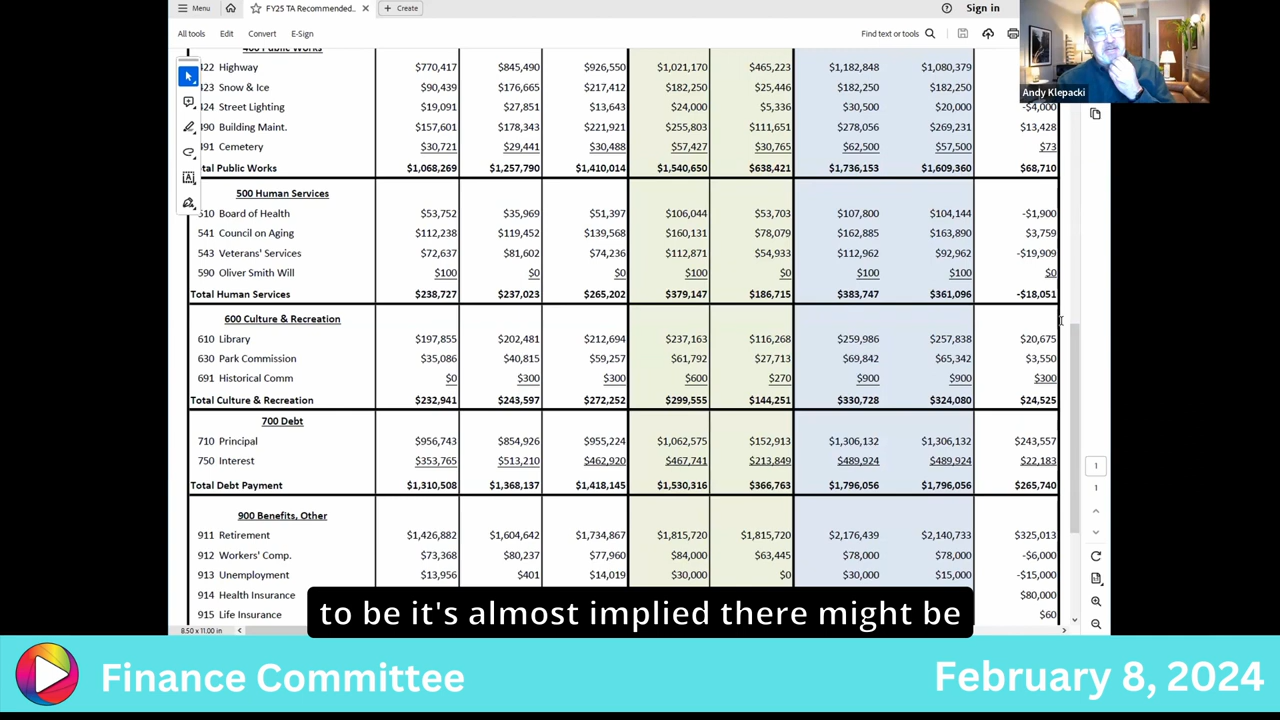 Menu FY25 TA Recommended... Create Sign in
All tools Edit Convert E-Sign Find text or tools
Andy Klepacki
400 Public Works
422 Highway $770,417 $845,490 $926,550 $1,021,170 $465,223 $1,182,848 $1,080,379
423 Snow & Ice $90,439 $176,665 $217,412 $182,250 $25,446 $182,250 $182,250
424 Street Lighting $19,091 $27,851 $13,643 $24,000 $5,336 $30,500 $20,000 -$4,000
490 Building Maint. $157,601 $178,343 $221,921 $255,803 $111,651 $278,056 $269,231 $13,428
491 Cemetery $30,721 $29,441 $30,488 $57,427 $30,765 $62,500 $57,500 $73
Total Public Works $1,068,269 $1,257,790 $1,410,014 $1,540,650 $638,421 $1,736,153 $1,609,360 $68,710
500 Human Services
510 Board of Health $53,752 $35,969 $51,397 $106,044 $53,703 $107,800 $104,144 -$1,900
541 Council on Aging $112,238 $119,452 $139,568 $160,131 $78,079 $162,885 $163,890 $3,759
543 Veterans' Services $72,637 $81,602 $74,236 $112,871 $54,933 $112,962 $92,962 -$19,909
590 Oliver Smith Will $100 $0 $0 $100 $0 $100 $100 $0
Total Human Services $238,727 $237,023 $265,202 $379,147 $186,715 $383,747 $361,096 -$18,051
600 Culture & Recreation
610 Library $197,855 $202,481 $212,694 $237,163 $116,268 $259,986 $257,838 $20,675
630 Park Commission $35,086 $40,815 $59,257 $61,792 $27,713 $69,842 $65,342 $3,550
691 Historical Comm $0 $300 $300 $600 $270 $900 $900 $300
Total Culture & Recreation $232,941 $243,597 $272,252 $299,555 $144,251 $330,728 $324,080 $24,525
700 Debt
710 Principal $956,743 $854,926 $955,224 $1,062,575 $152,913 $1,306,132 $1,306,132 $243,557
750 Interest $353,765 $513,210 $462,920 $467,741 $213,849 $489,924 $489,924 $22,183
Total Debt Payment $1,310,508 $1,368,137 $1,418,145 $1,530,316 $366,763 $1,796,056 $1,796,056 $265,740
900 Benefits, Other
911 Retirement $1,426,882 $1,604,642 $1,734,867 $1,815,720 $1,815,720 $2,176,439 $2,140,733 $325,013
912 Workers' Comp. $73,368 $80,237 $77,960 $84,000 $63,445 $78,000 $78,000 -$6,000
913 Unemployment $13,956 $401 $14,019 $30,000 $0 $30,000 $15,000 -$15,000
914 Health Insurance $80,000
915 Life Insurance $60
1
1
8.50 x 11.00 in
to be it's almost implied there might be
Finance Committee February 8, 2024